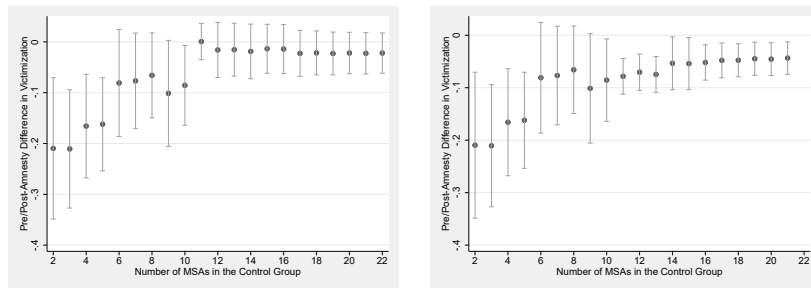 0
-.1
-.2
-.3
-.4
Pre/Post-Amnesty Difference in Victimization
2 4 6 8 10 12 14 16 18 20 22
Number of MSAs in the Control Group
0
-.1
-.2
-.3
-.4
Pre/Post-Amnesty Difference in Victimization
2 4 6 8 10 12 14 16 18 20 22
Number of MSAs in the Control Group